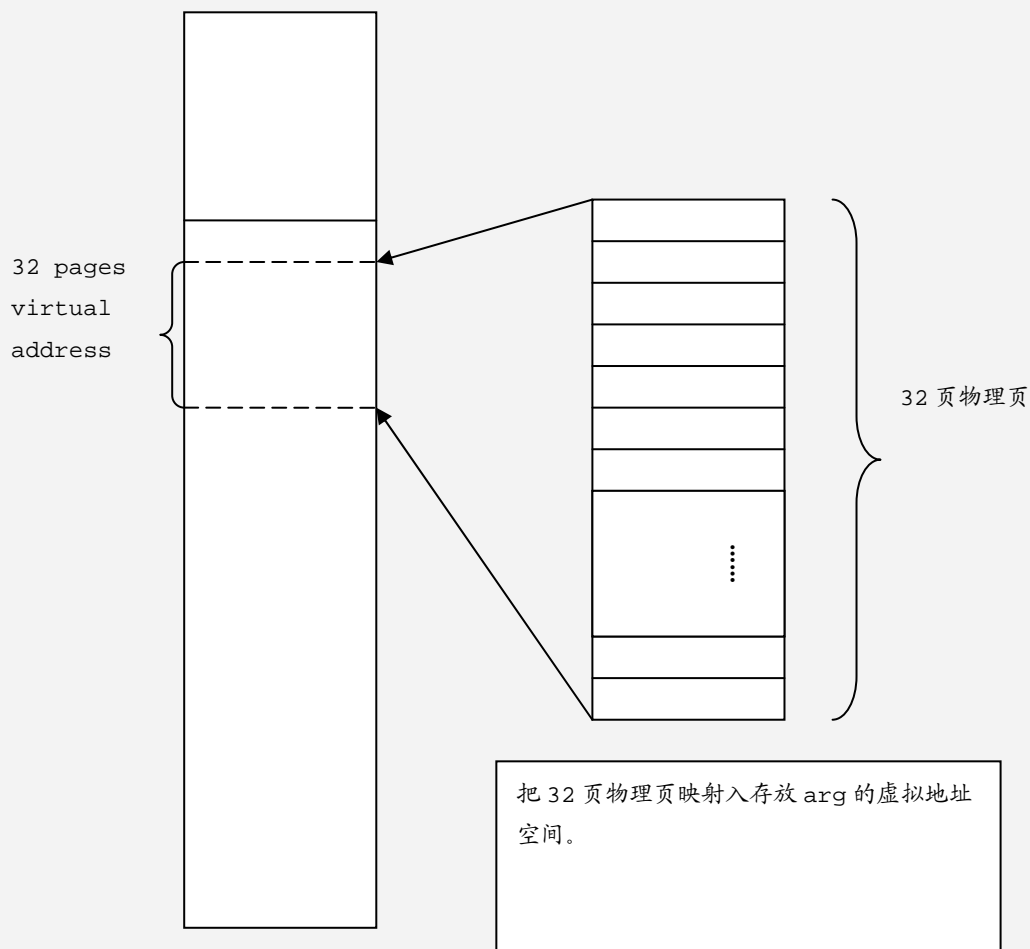 32 pages
virtual
address
32 页物理页
把 32 页物理页映射入存放 arg 的虚拟地址
空间。